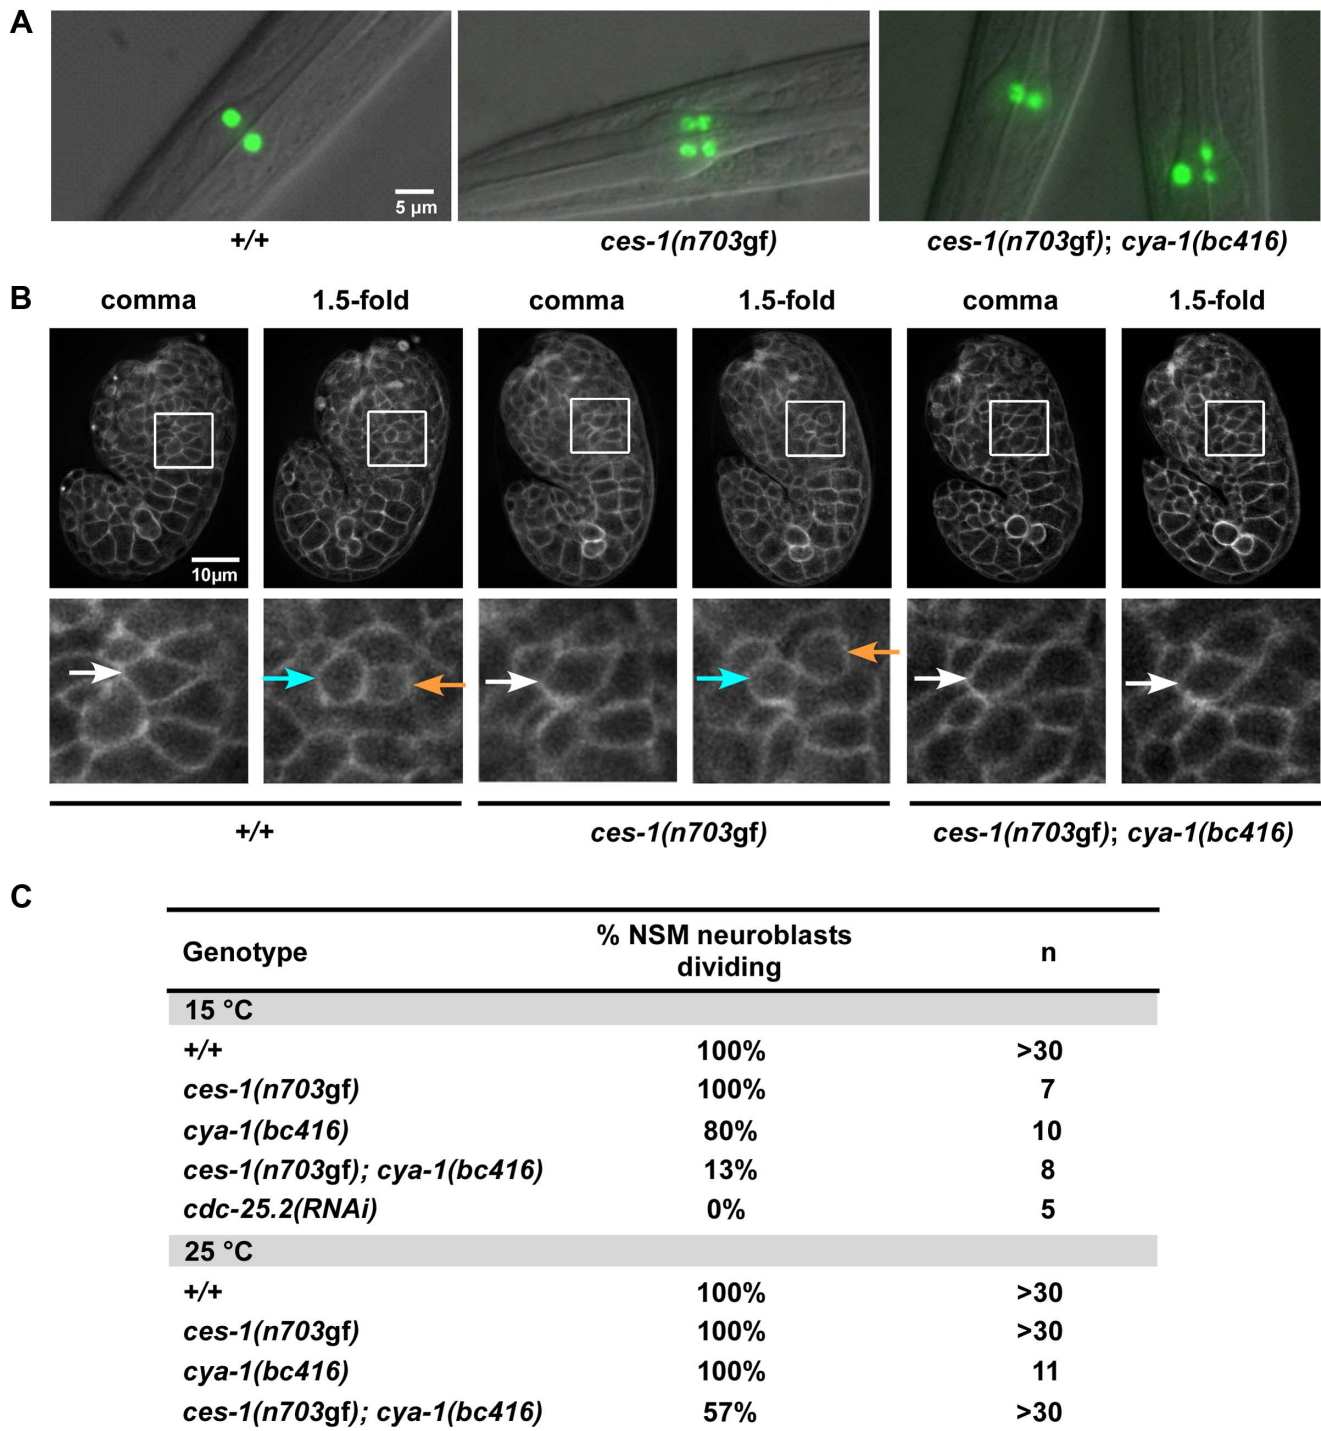 A
5 µm
+/+
ces-1(n703gf)
ces-1(n703gf); cya-1(bc416)
B
comma 1.5-fold comma 1.5-fold comma 1.5-fold
10µm
+/+
ces-1(n703gf)
ces-1(n703gf); cya-1(bc416)
C
Genotype % NSM neuroblasts dividing n
15 °C
+/+ 100% >30
ces-1(n703gf) 100% 7
cya-1(bc416) 80% 10
ces-1(n703gf); cya-1(bc416) 13% 8
cdc-25.2(RNAi) 0% 5
25 °C
+/+ 100% >30
ces-1(n703gf) 100% >30
cya-1(bc416) 100% 11
ces-1(n703gf); cya-1(bc416) 57% >30